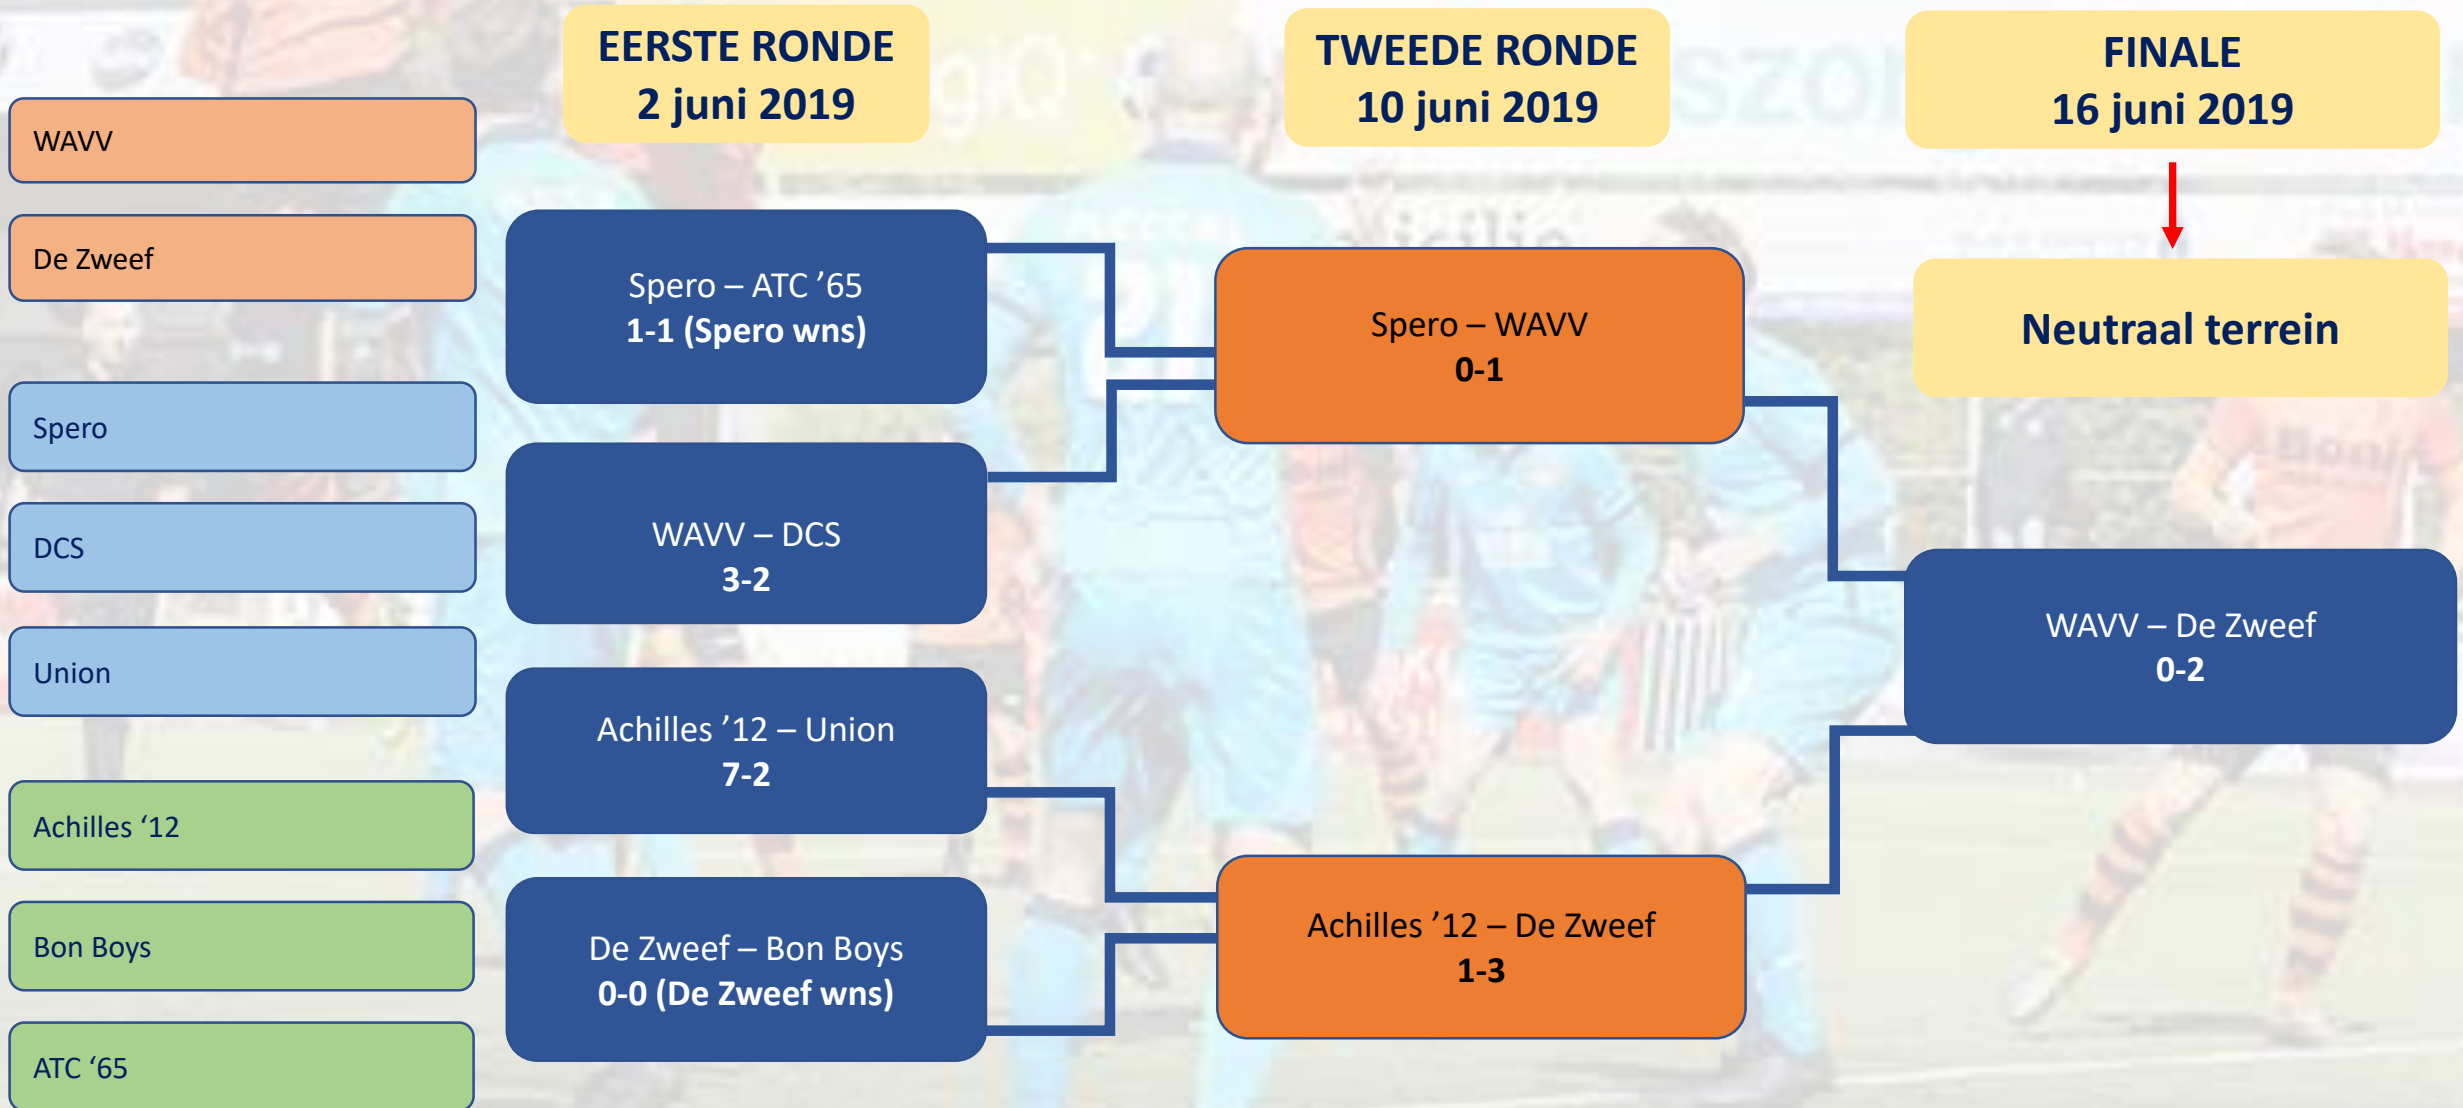 EERSTE RONDE
2 juni 2019
TWEEDE RONDE
10 juni 2019
FINALE
16 juni 2019
WAVV
De Zweef
Spero
DCS
Union
Achilles ‘12
Bon Boys
ATC ‘65
Spero – ATC ’65
1-1 (Spero wns)
WAVV – DCS
3-2
Achilles ’12 – Union
7-2
De Zweef – Bon Boys
0-0 (De Zweef wns)
Spero – WAVV
0-1
Achilles ’12 – De Zweef
1-3
Neutraal terrein
WAVV – De Zweef
0-2